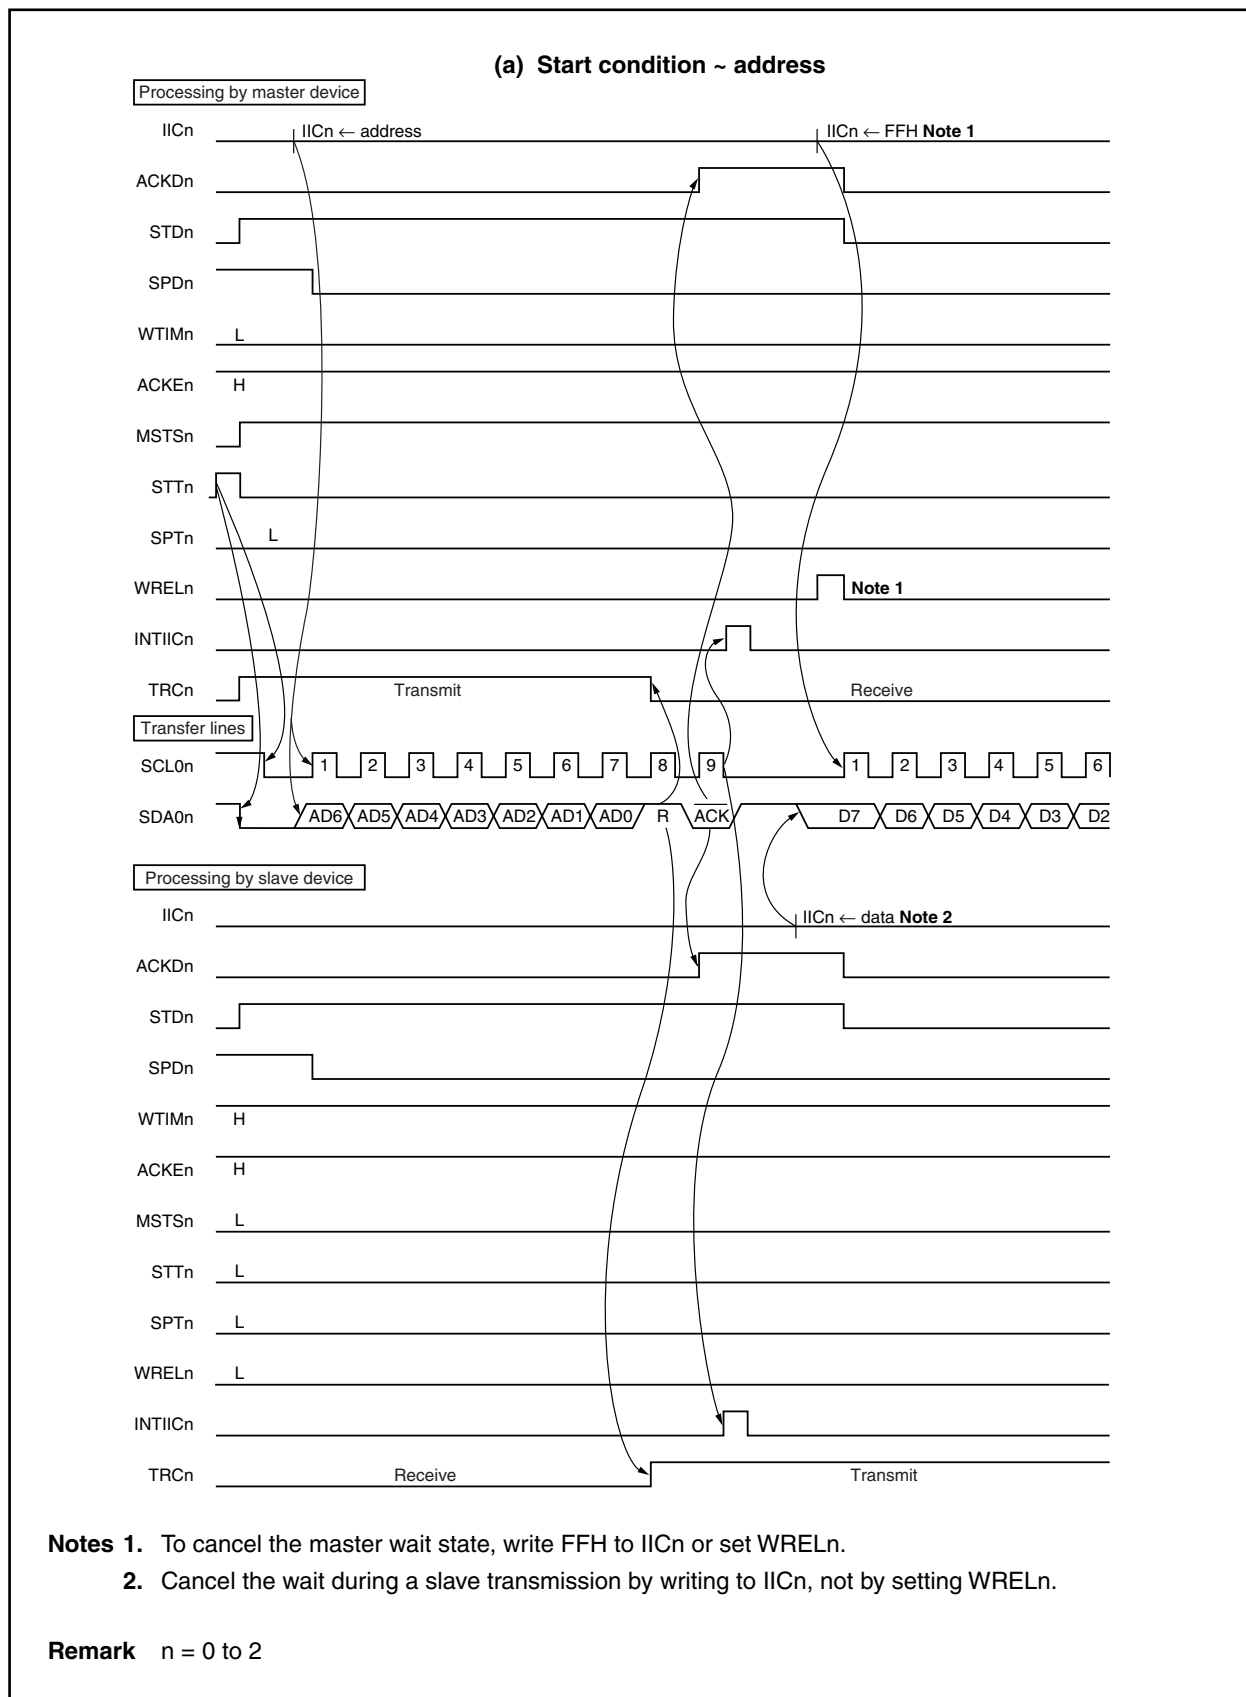 (a) Start condition ~ address
Processing by master device
IICn IICn ← address IICn ← FFH Note 1
ACKDn
STDn
SPDn
WTIMn L
ACKEn H
MSTSn
STTn
SPTn L
WRELn Note 1
INTIICn
TRCn Transmit Receive
Transfer lines
SCL0n 1 2 3 4 5 6 7 8 9 1 2 3 4 5 6
SDA0n AD6 AD5 AD4 AD3 AD2 AD1 AD0 R ACK D7 D6 D5 D4 D3 D2
Processing by slave device
IICn IICn ← data Note 2
ACKDn
STDn
SPDn
WTIMn H
ACKEn H
MSTSn L
STTn L
SPTn L
WRELn L
INTIICn
TRCn Receive Transmit
Notes 1. To cancel the master wait state, write FFH to IICn or set WRELn.
2. Cancel the wait during a slave transmission by writing to IICn, not by setting WRELn.
Remark n = 0 to 2